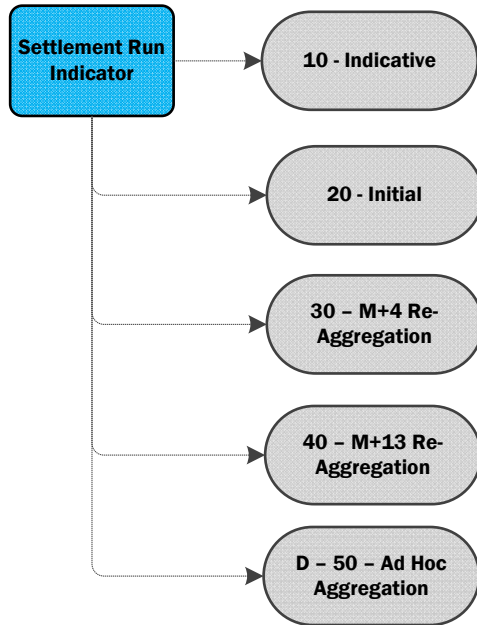 Settlement Run
Indicator
10 - Indicative
20 - Initial
30 – M+4 Re-
Aggregation
40 – M+13 Re-
Aggregation
D – 50 – Ad Hoc
Aggregation